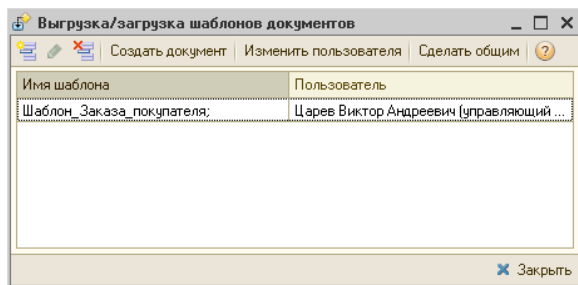 Выгрузка/загрузка шаблонов документов
Создать документ Изменить пользователя Сделать общим ?
Имя шаблона Пользователь
Шаблон_Заказа_покупателя; Царев Виктор Андреевич (управляющий ...
Закрыть